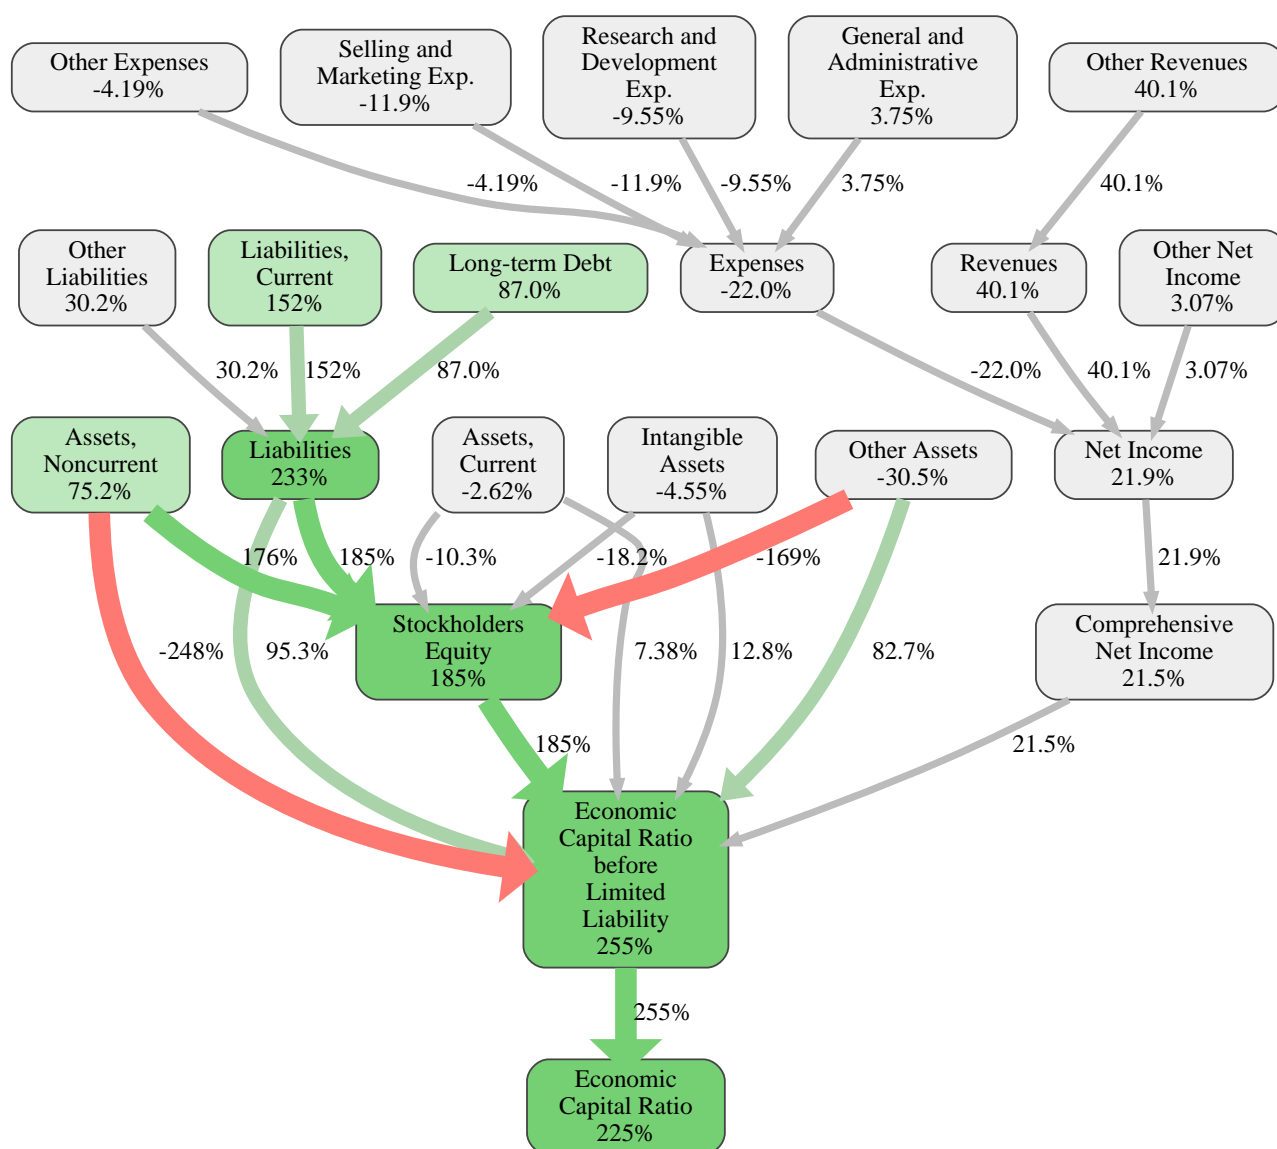 Other Expenses
-4.19%
Selling and
Marketing Exp.
-11.9%
Research and
Development
Exp.
-9.55%
General and
Administrative
Exp.
3.75%
Other Revenues
40.1%
-4.19%
-11.9%
-9.55%
3.75%
40.1%
Other
Liabilities
30.2%
Liabilities,
Current
152%
Long-term Debt
87.0%
Expenses
-22.0%
Revenues
40.1%
Other Net
Income
3.07%
30.2%
152%
87.0%
-22.0%
40.1%
3.07%
Assets,
Noncurrent
75.2%
Liabilities
233%
Assets,
Current
-2.62%
Intangible
Assets
-4.55%
Other Assets
-30.5%
Net Income
21.9%
176%
185%
-10.3%
-18.2%
-169%
21.9%
-248%
95.3%
Stockholders
Equity
185%
7.38%
12.8%
82.7%
Comprehensive
Net Income
21.5%
185%
21.5%
Economic
Capital Ratio
before
Limited
Liability
255%
255%
Economic
Capital Ratio
225%